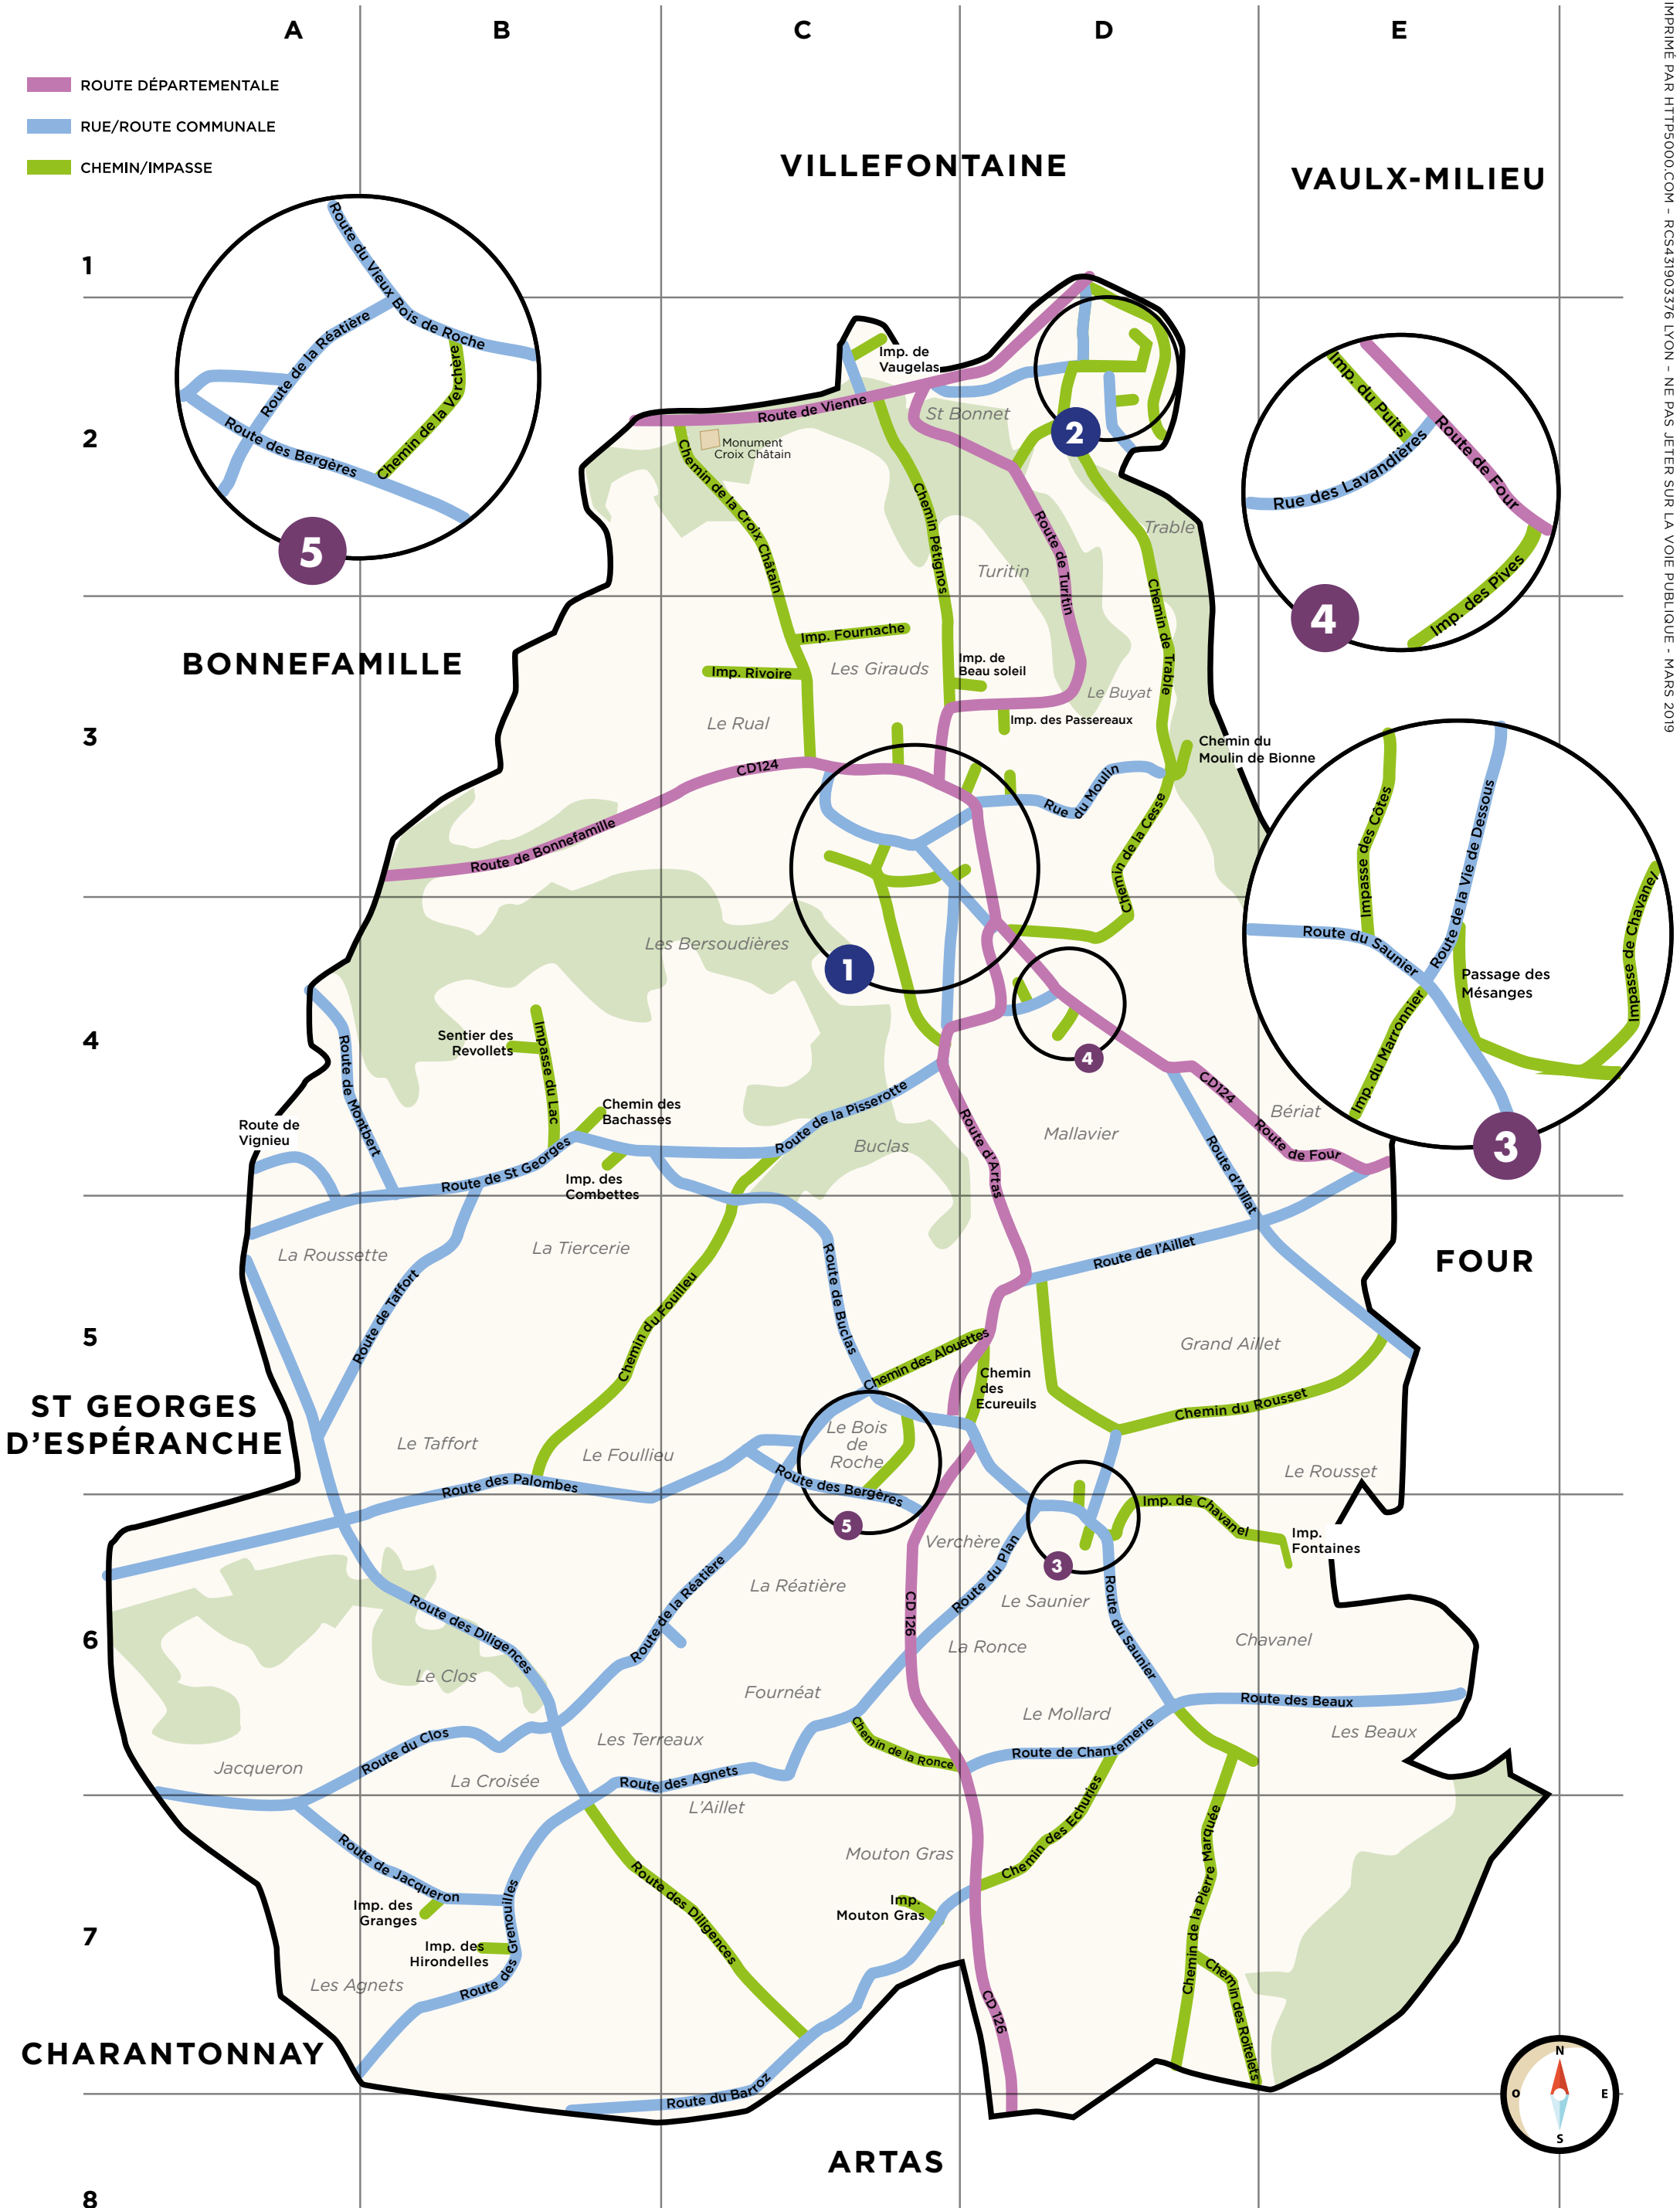 A
B
C
D
E
ROUTE DÉPARTEMENTALE
RUE/ROUTE COMMUNALE
CHEMIN/IMPASSE
IMPRIMÉ PAR HTTP5000.COM – RCS431903376 LYON – NE PAS JETER SUR LA VOIE PUBLIQUE - MARS 2019
VILLEFONTAINE
VAULX-MILIEU
1
Route du Vieux Bois de Roche
Route de la Réatière
Chemin de la Verchère
Route des Bergères
5
2
Imp. de
Vaugelas
Route de Vienne
St Bonnet
2
Monument
Croix Châtain
Chemin de la Croix Châtain
Chemin Pétignos
Route de Turitin
Turitin
Trable
Chemin de Trable
Imp. du Puits
Route de Four
Rue des Lavandières
Imp. des Pives
4
BONNEFAMILLE
Imp. Fournache
Imp. Rivoire
Les Girauds
Imp. de
Beau soleil
Le Buyat
Le Rual
Imp. des Passereaux
3
Chemin du
Moulin de Bionne
CD124
Rue du Moulin
Chemin de la Cesse
Route de Bonnefamille
Impasse des Côtes
Route de la Vie de Dessous
Impasse de Chavanel
Route du Saunier
Passage des
Mésanges
Imp. du Marronnier
3
Les Bersoudières
1
4
Sentier des
Revollets
Impasse du Lac
Route de Montbert
4
CD124
Bériat
Chemin des
Bachasses
Route de la Pisserotte
Route d'Artas
Mallavier
Route de Four
Route de
Vignieu
Buclas
Route d'Aillat
Route de St Georges
Imp. des
Combettes
La Roussette
La Tiercerie
Route de l'Aillet
FOUR
Route de Taffort
Chemin du Fouilleu
Route de Buclas
5
Grand Aillet
Chemin des Alouettes
Chemin
des
Ecureuils
Chemin du Rousset
ST GEORGES
D'ESPÉRANCHE
Le Taffort
Le Foullieu
Le Bois
de
Roche
Le Rousset
Route des Palombes
Route des Bergères
5
Imp. de Chavanel
Imp.
Fontaines
Verchère
3
La Réatière
Route du Plan
Le Saunier
CD 126
Route des Diligences
Route de la Réatière
Route du Saunier
6
La Ronce
Chavanel
Le Clos
Fournéat
Le Mollard
Route des Beaux
Les Beaux
Route du Clos
Les Terreaux
Chemin de la Ronce
Route de Chantemerie
Jacqueron
La Croisée
Route des Agnets
L'Aillet
Chemin des Echuries
Chemin de la Pierre Marquée
Mouton Gras
Route de Jacqueron
Route des Diligences
Imp. des
Granges
Imp.
Mouton Gras
7
Imp. des
Hirondelles
Route des Grenouilles
Les Agnets
Chemin des Roitelets
CD 126
CHARANTONNAY
Route du Barroz
N
O
E
S
ARTAS
8